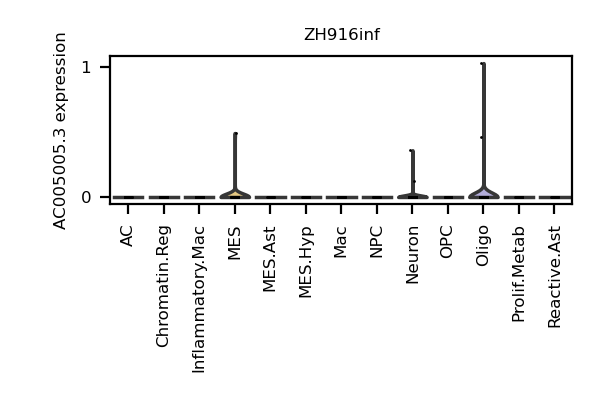 ZH916inf
AC005005.3 expression
1
0
AC
Chromatin.Reg
Inflammatory.Mac
MES
MES.Ast
MES.Hyp
Mac
NPC
Neuron
OPC
Oligo
Prolif.Metab
Reactive.Ast